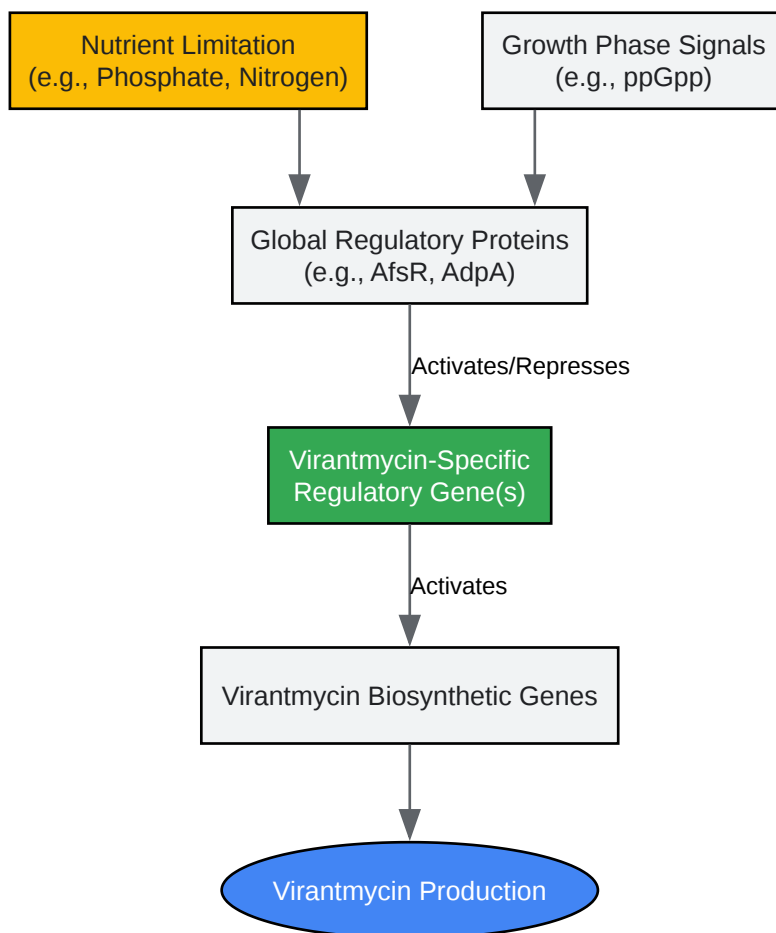 Nutrient Limitation
(e.g., Phosphate, Nitrogen)
Growth Phase Signals
(e.g., ppGpp)
Global Regulatory Proteins
(e.g., AfsR, AdpA)
Activates/Represses
Virantmycin-Specific
Regulatory Gene(s)
Activates
Virantmycin Biosynthetic Genes
Virantmycin Production